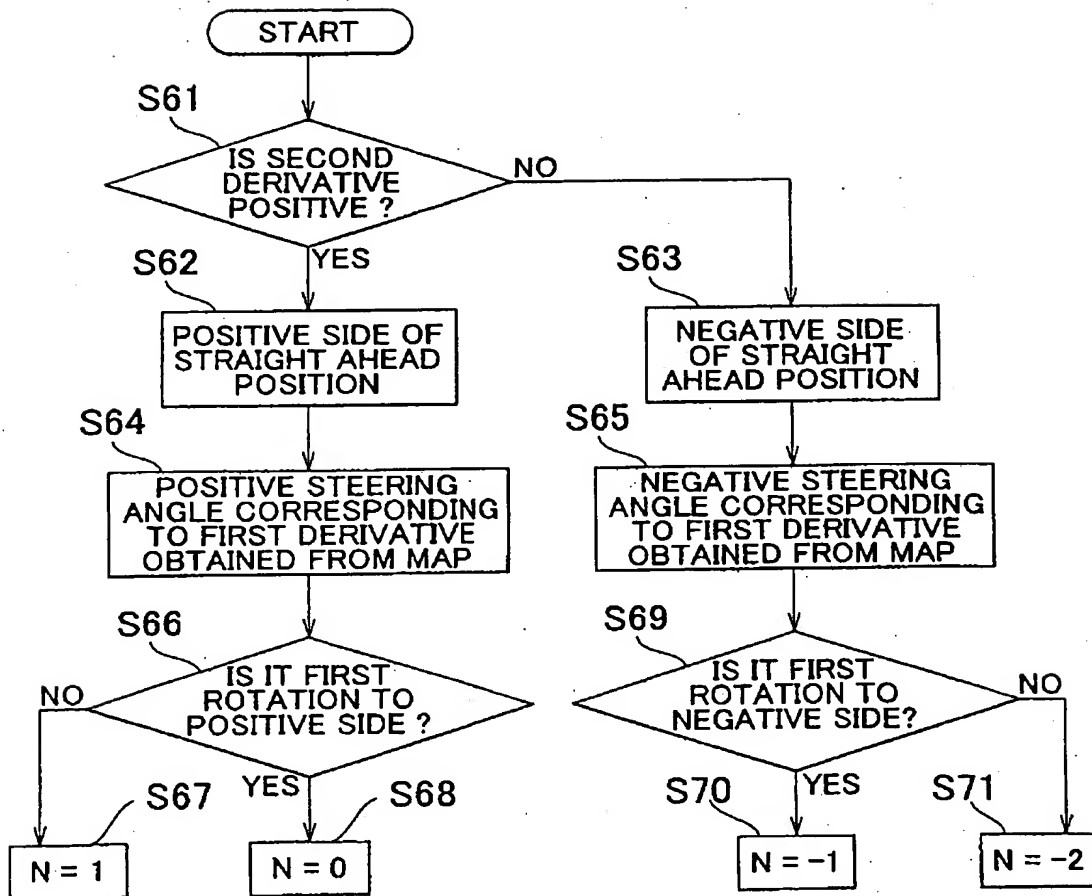 START
S61
IS SECOND
DERIVATIVE
POSITIVE ?
NO
YES
S62
POSITIVE SIDE OF
STRAIGHT AHEAD
POSITION
S63
NEGATIVE SIDE
OF STRAIGHT
AHEAD POSITION
S64
POSITIVE STEERING
ANGLE CORRESPONDING
TO FIRST DERIVATIVE
OBTAINED FROM MAP
S65
NEGATIVE STEERING
ANGLE CORRESPONDING
TO FIRST DERIVATIVE
OBTAINED FROM MAP
S66
IS IT FIRST
ROTATION TO
POSITIVE SIDE ?
NO
YES
S69
IS IT FIRST
ROTATION TO
NEGATIVE SIDE?
NO
YES
S67
N = 1
S68
N = 0
S70
N = -1
S71
N = -2